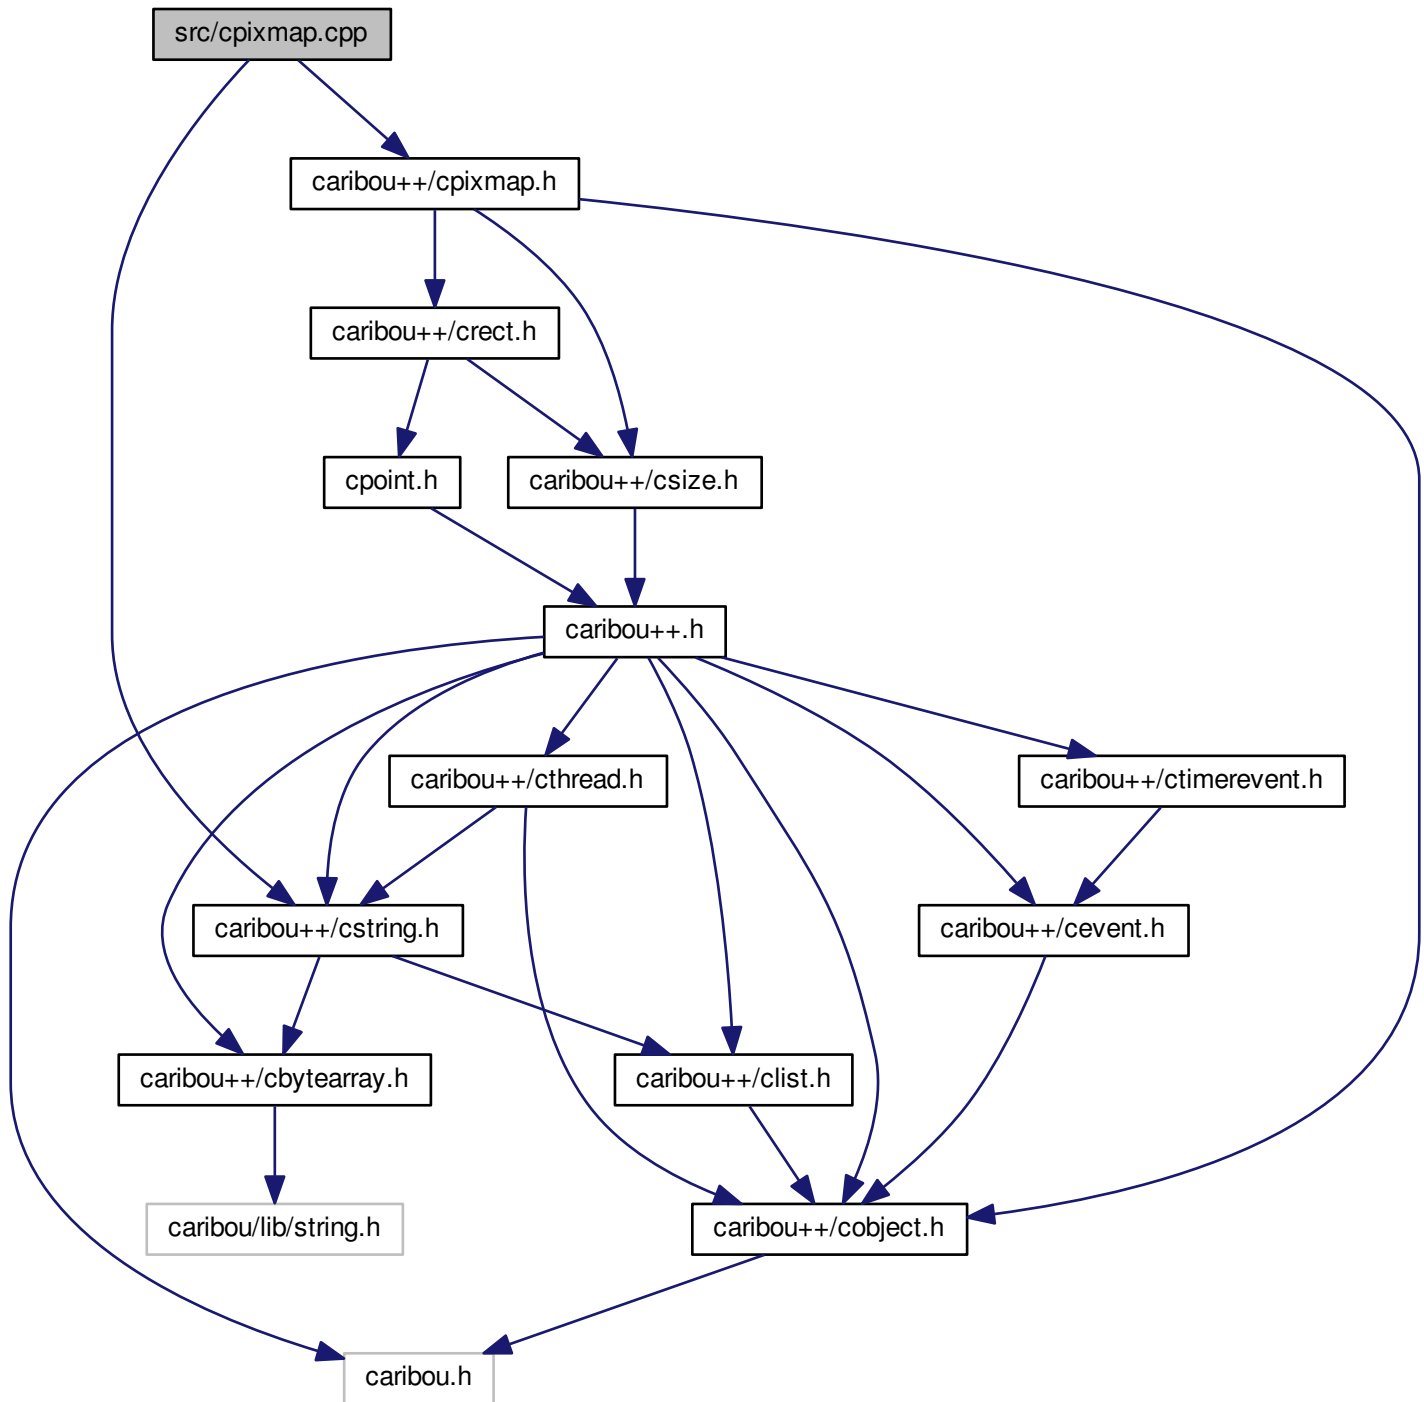 src/cpixmap.cpp
caribou++/cpixmap.h
caribou++/crect.h
cpoint.h
caribou++/csize.h
caribou++.h
caribou++/cthread.h
caribou++/ctimerevent.h
caribou++/cstring.h
caribou++/cevent.h
caribou++/cbytearray.h
caribou++/clist.h
caribou/lib/string.h
caribou++/cobject.h
caribou.h